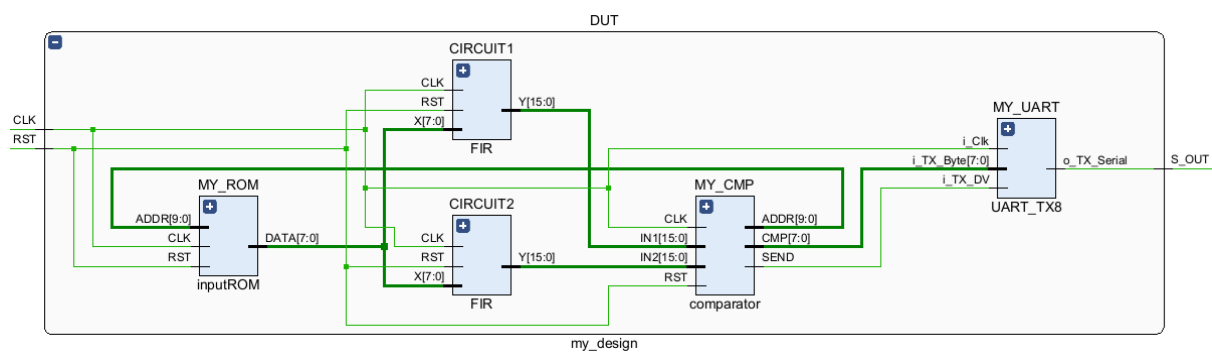 DUT
CIRCUIT1
CLK
RST
X[7:0]
Y[15:0]
FIR
CLK
RST
MY_UART
i_Clk
i_TX_Byte[7:0]
i_TX_DV
o_TX_Serial
S_OUT
UART_TX8
MY_ROM
ADDR[9:0]
CLK
RST
DATA[7:0]
inputROM
CIRCUIT2
CLK
RST
X[7:0]
Y[15:0]
FIR
MY_CMP
CLK
IN1[15:0]
IN2[15:0]
RST
ADDR[9:0]
CMP[7:0]
SEND
comparator
my_design